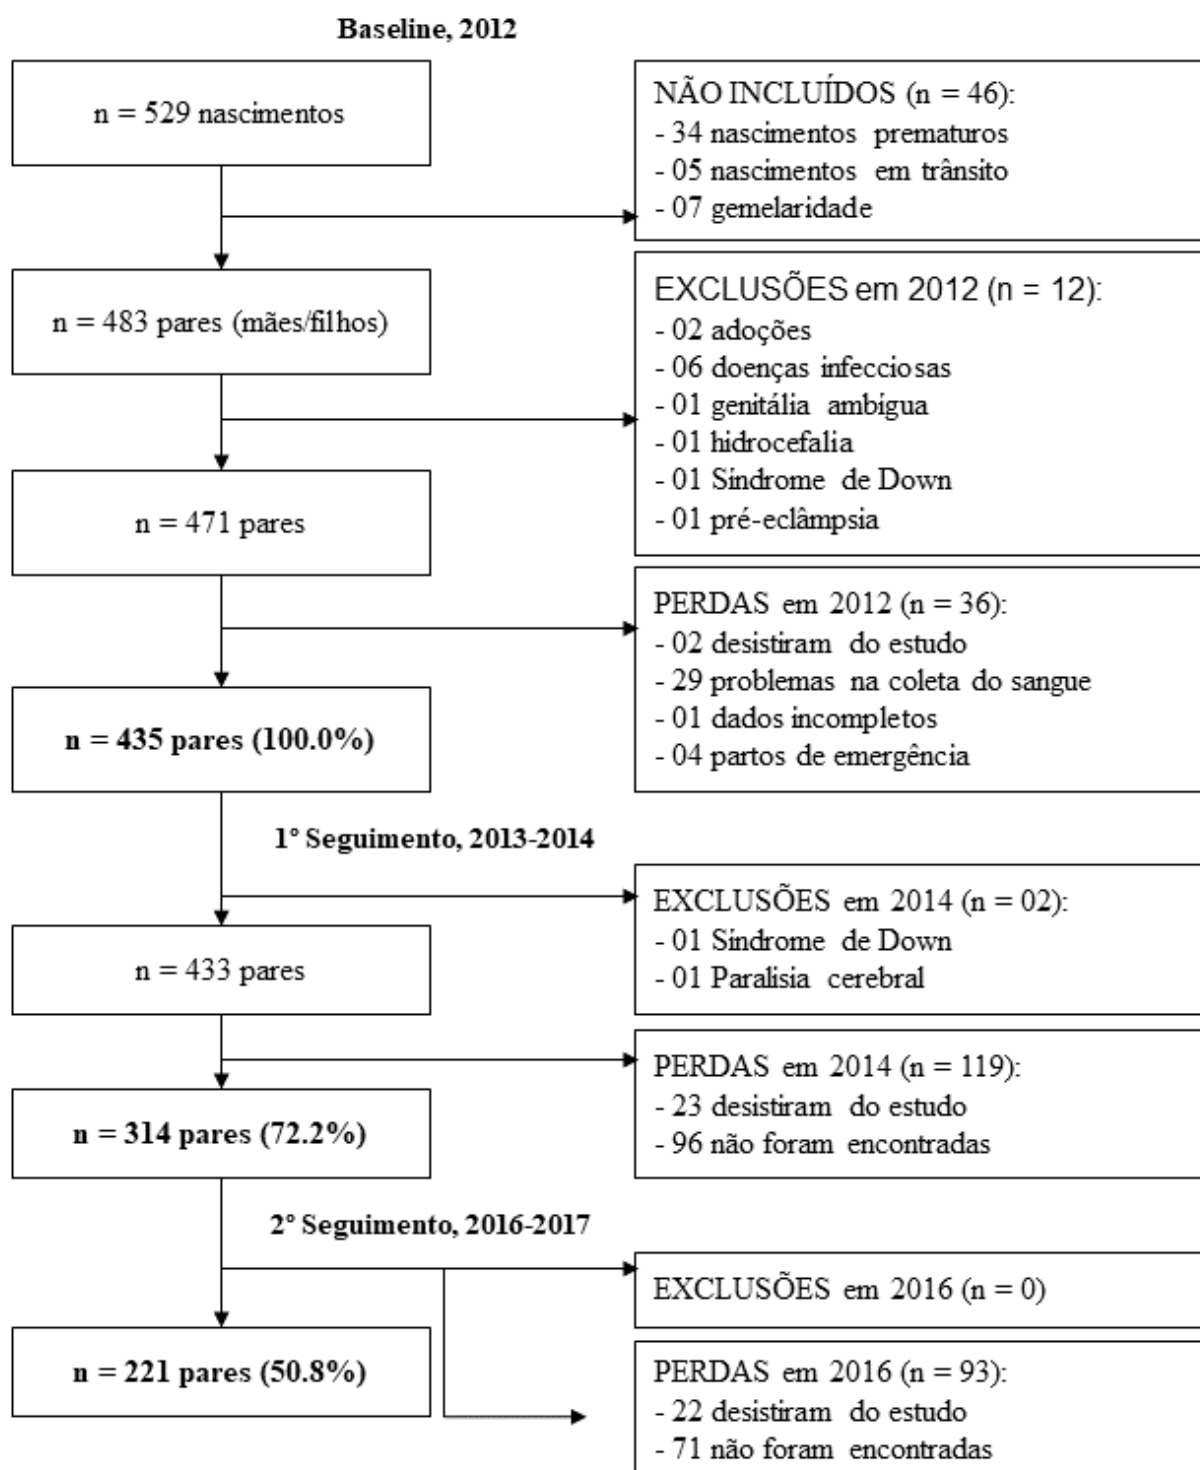 Baseline, 2012
n = 529 nascimentos
NÃO INCLUÍDOS (n = 46):
- 34 nascimentos prematuros
- 05 nascimentos em trânsito
- 07 gemelaridade
n = 483 pares (mães/filhos)
EXCLUSÕES em 2012 (n = 12):
- 02 adoções
- 06 doenças infecciosas
- 01 genitália ambígua
- 01 hidrocefalia
- 01 Síndrome de Down
- 01 pré-eclâmpsia
n = 471 pares
PERDAS em 2012 (n = 36):
- 02 desistiram do estudo
- 29 problemas na coleta do sangue
- 01 dados incompletos
- 04 partos de emergência
n = 435 pares (100.0%)
1º Seguimento, 2013-2014
EXCLUSÕES em 2014 (n = 02):
- 01 Síndrome de Down
- 01 Paralisia cerebral
n = 433 pares
PERDAS em 2014 (n = 119):
- 23 desistiram do estudo
- 96 não foram encontradas
n = 314 pares (72.2%)
2º Seguimento, 2016-2017
EXCLUSÕES em 2016 (n = 0)
n = 221 pares (50.8%)
PERDAS em 2016 (n = 93):
- 22 desistiram do estudo
- 71 não foram encontradas